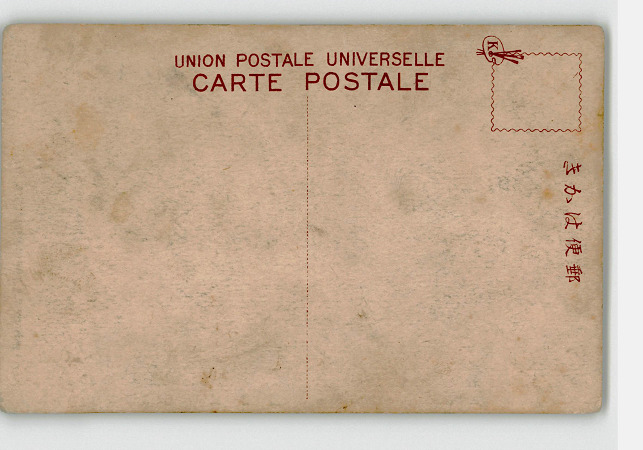 UNION POSTALE UNIVERSELLE
CARTE POSTALE
K
きかは便郵